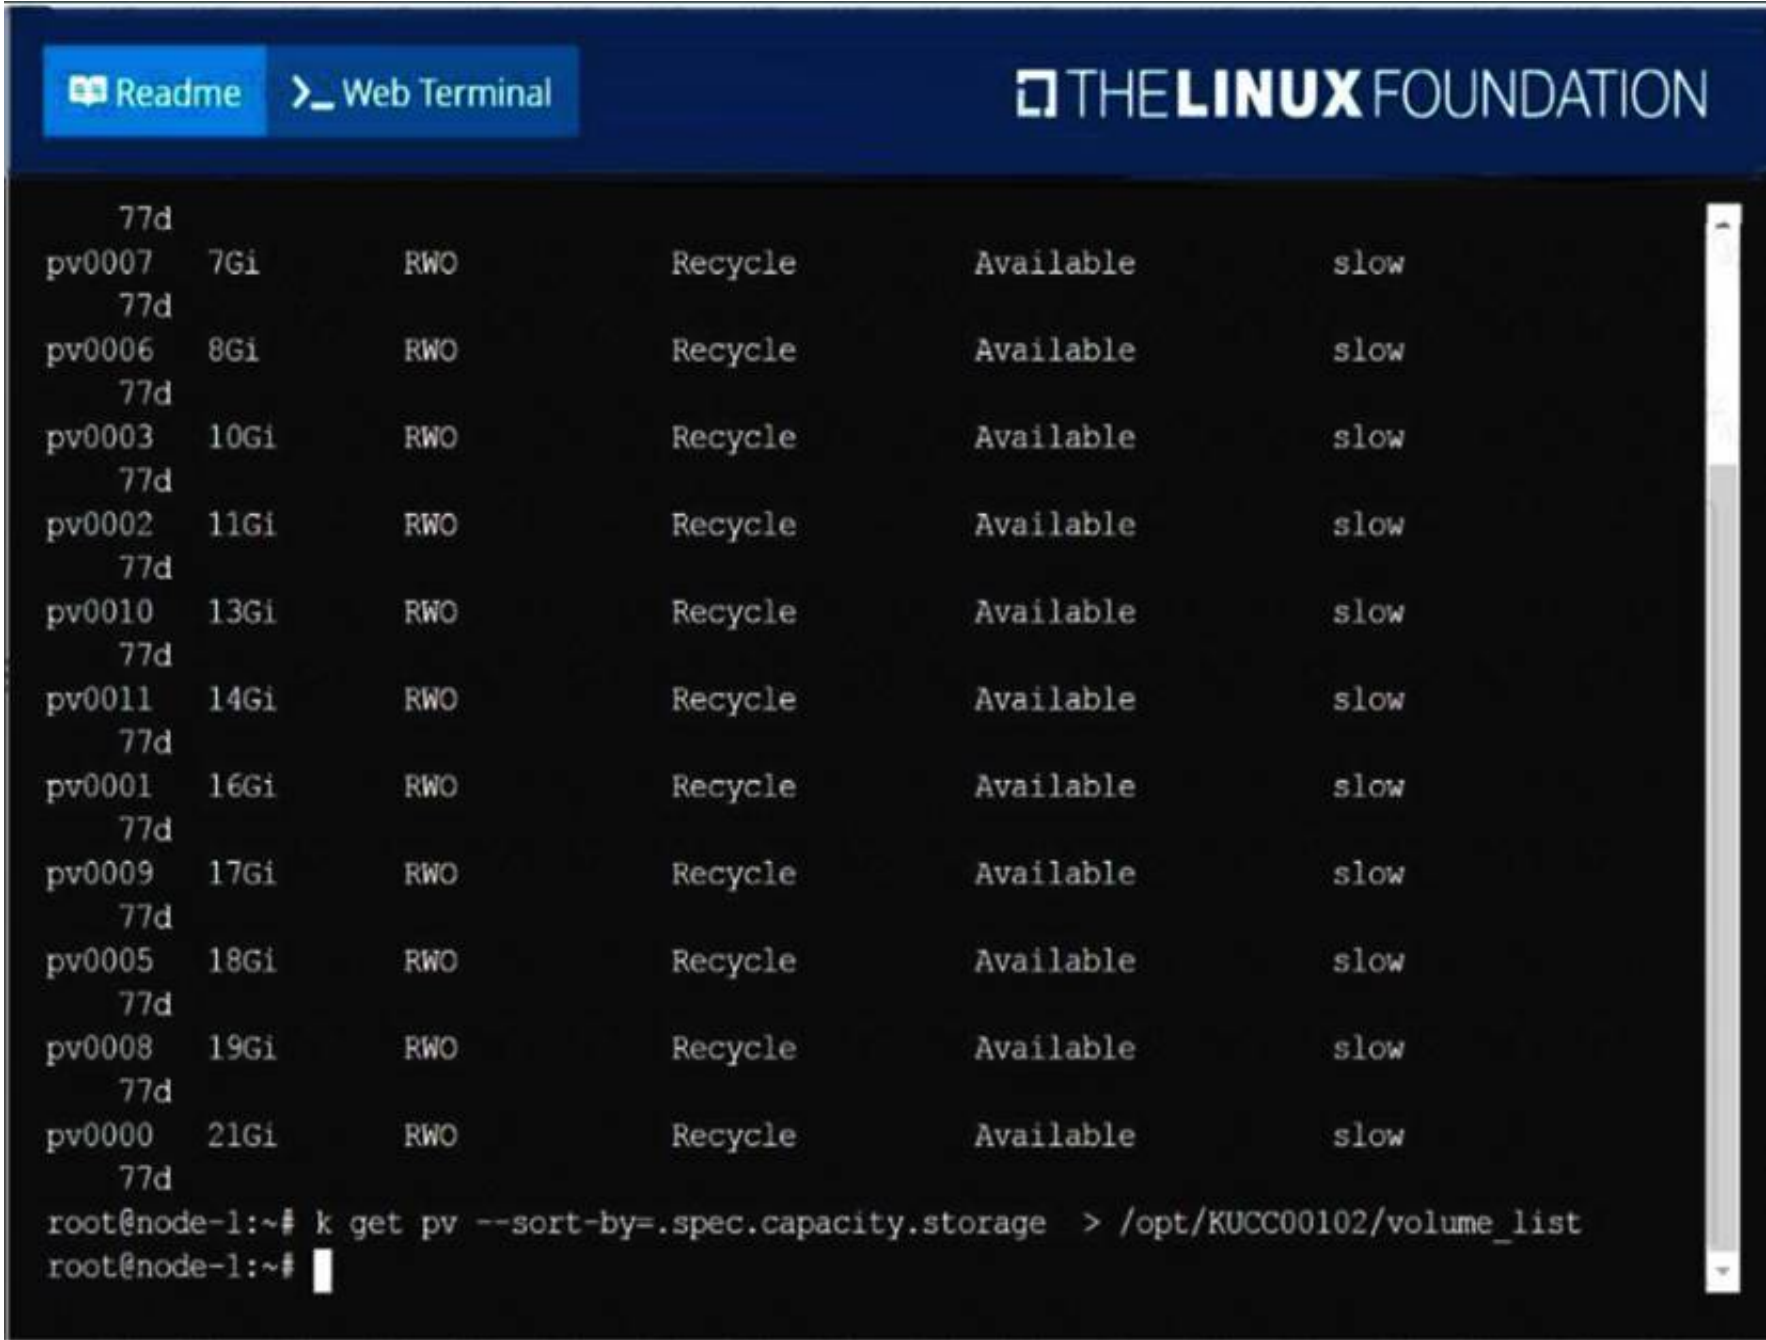 Readme >_ Web Terminal THE LINUX FOUNDATION
77d
pv0007 7Gi RWO Recycle Available slow
77d
pv0006 8Gi RWO Recycle Available slow
77d
pv0003 10Gi RWO Recycle Available slow
77d
pv0002 11Gi RWO Recycle Available slow
77d
pv0010 13Gi RWO Recycle Available slow
77d
pv0011 14Gi RWO Recycle Available slow
77d
pv0001 16Gi RWO Recycle Available slow
77d
pv0009 17Gi RWO Recycle Available slow
77d
pv0005 18Gi RWO Recycle Available slow
77d
pv0008 19Gi RWO Recycle Available slow
77d
pv0000 21Gi RWO Recycle Available slow
77d
root@node-1:~# k get pv --sort-by=.spec.capacity.storage > /opt/KUCC00102/volume_list
root@node-1:~#